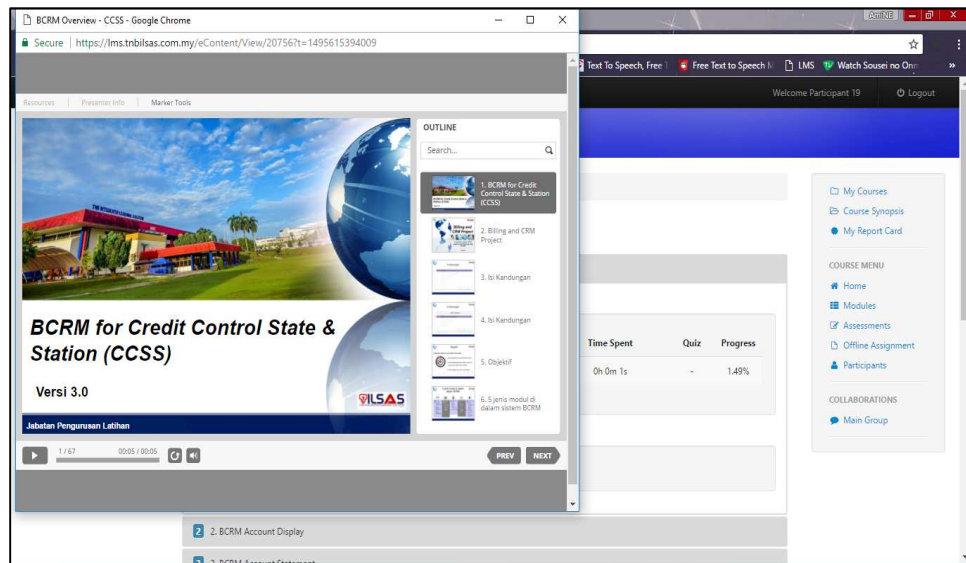 BCRM Overview - CCSS - Google Chrome
AmiNE
Secure | https://lms.tnbilsas.com.my/eContent/View/20756?t=1495615394009
Text To Speech, Free
Free Text to Speech
LMS
Watch Sousei no Onm
»
Resources
Presenter Info
Marker Tools
Welcome Participant 19
Logout
OUTLINE
Search...
1. BCRM for Credit
Control State & Station
(CCSS)
2. Billing and CRM
Project
3. Isi Kandungan
4. Isi Kandungan
5. Objektif
6. 5 jenis modul di
dalam sistem BCRM
BCRM for Credit Control State &
Station (CCSS)
Versi 3.0
ILSAS
Jabatan Pengurusan Latihan
1 / 67
00:05 / 00:05
PREV
NEXT
Time Spent
Quiz
Progress
0h 0m 1s
-
1.49%
My Courses
Course Synopsis
My Report Card
COURSE MENU
Home
Modules
Assessments
Offline Assignment
Participants
COLLABORATIONS
Main Group
2
2. BCRM Account Display